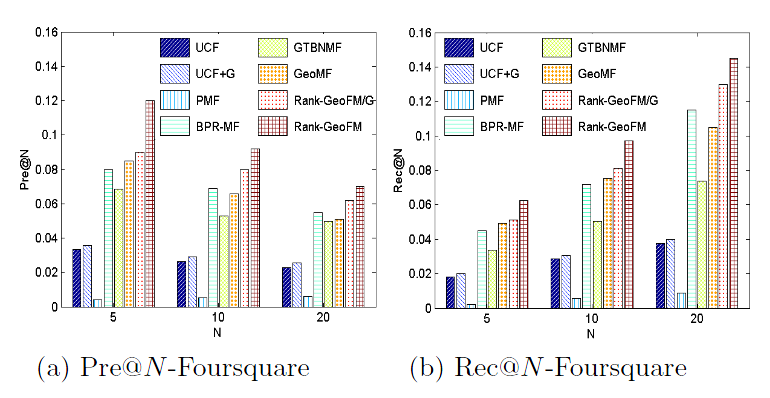 0.16
0.14
0.12
0.1
0.08
0.06
0.04
0.02
0
Pre@N
5 10 20
N
UCF GTBNMF
UCF+G GeoMF
PMF Rank-GeoFM/G
BPR-MF Rank-GeoFM
(a) Pre@N-Foursquare
0.16
0.14
0.12
0.1
0.08
0.06
0.04
0.02
0
Rec@N
5 10 20
N
UCF GTBNMF
UCF+G GeoMF
PMF Rank-GeoFM/G
BPR-MF Rank-GeoFM
(b) Rec@N-Foursquare